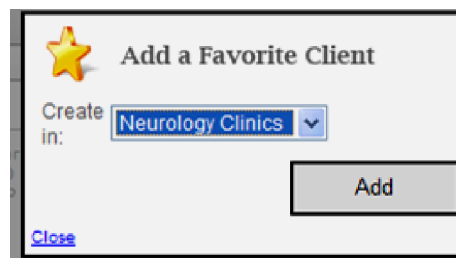 Add a Favorite Client
Create
in:
Neurology Clinics
Add
Close